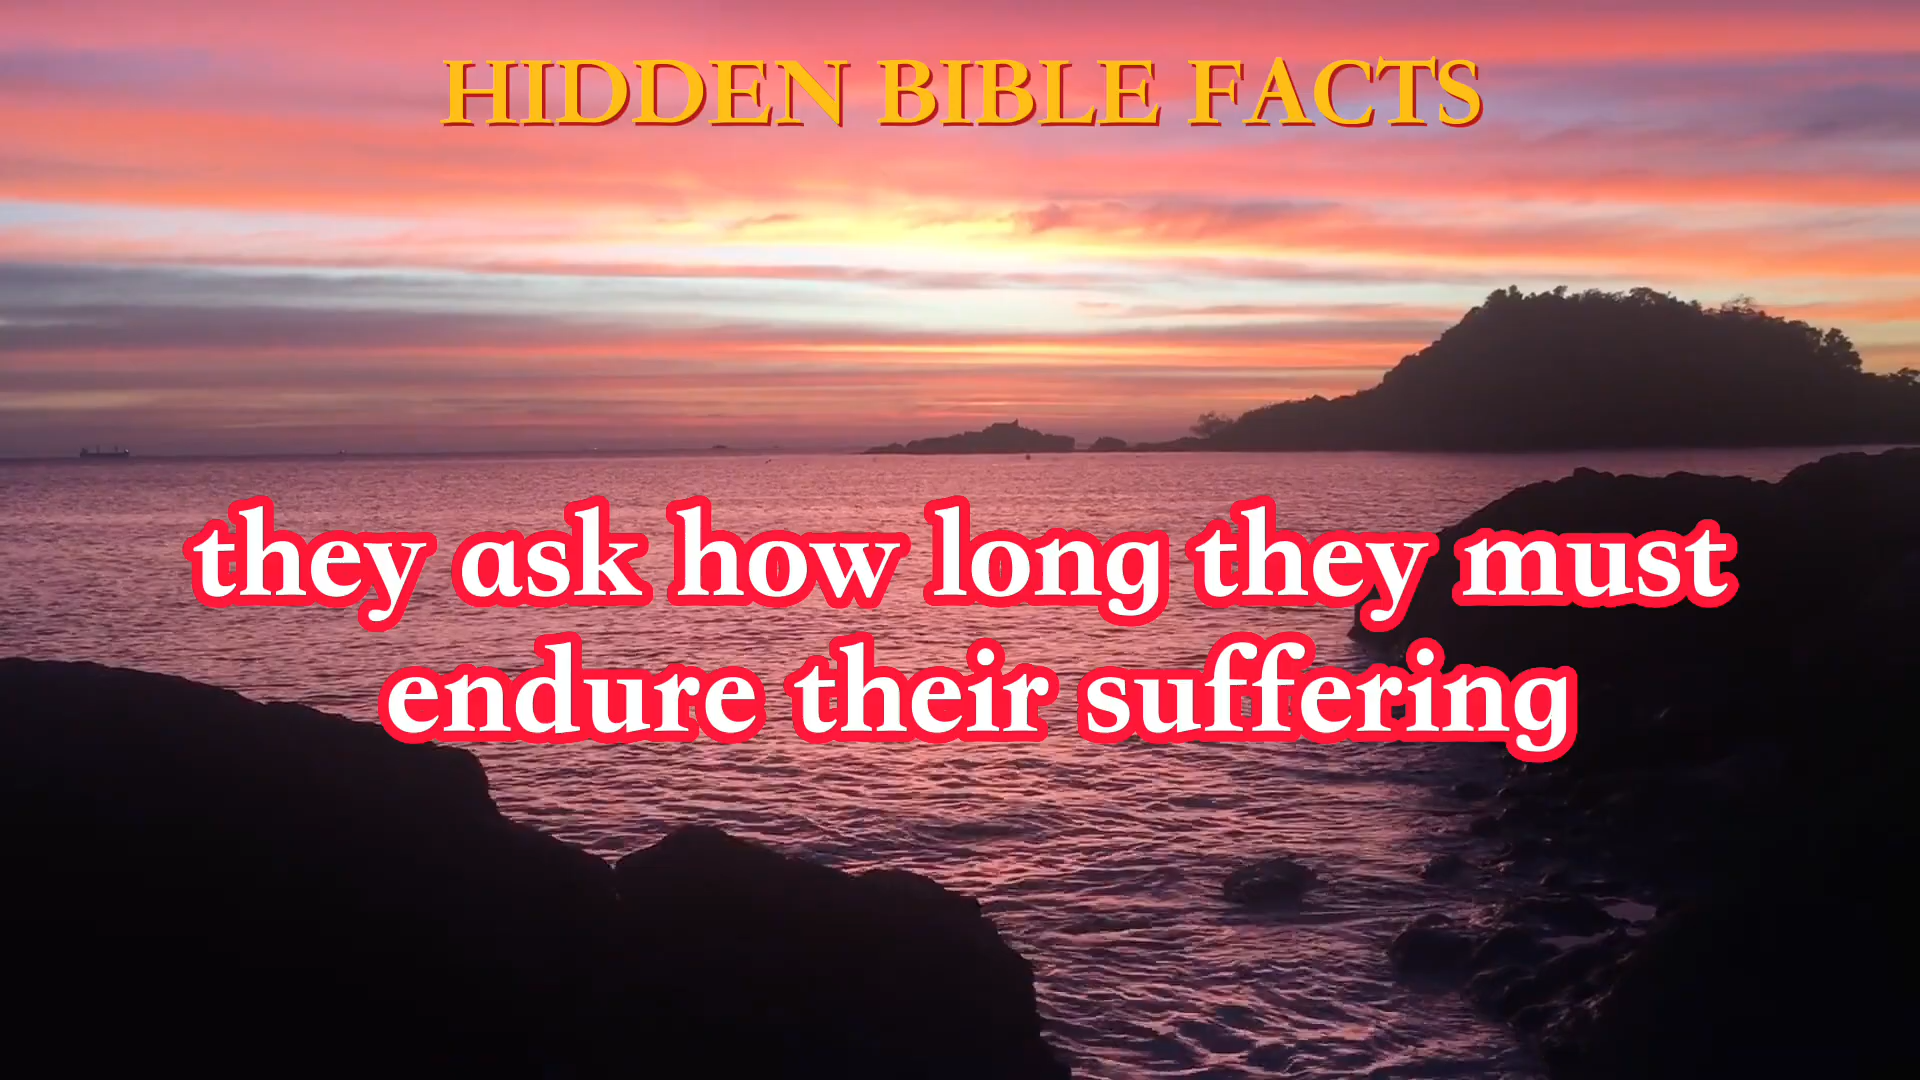 HIDDEN BIBLE FACTS
they ask how long they must
endure their suffering